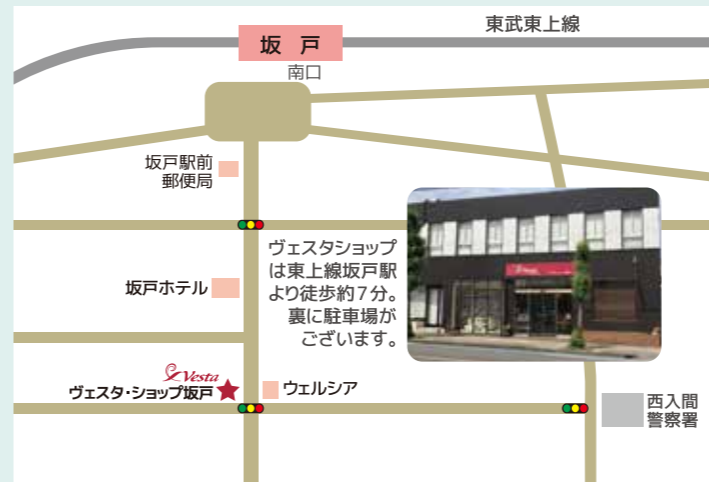 東武東上線
坂 戸
南口
坂戸駅前
郵便局
ヴェスタショップ
は東上線坂戸駅
より徒歩約7分。
裏に駐車場が
ございます。
坂戸ホテル
Vesta
ヴェスタ・ショップ坂戸
ウェルシア
西入間
警察署